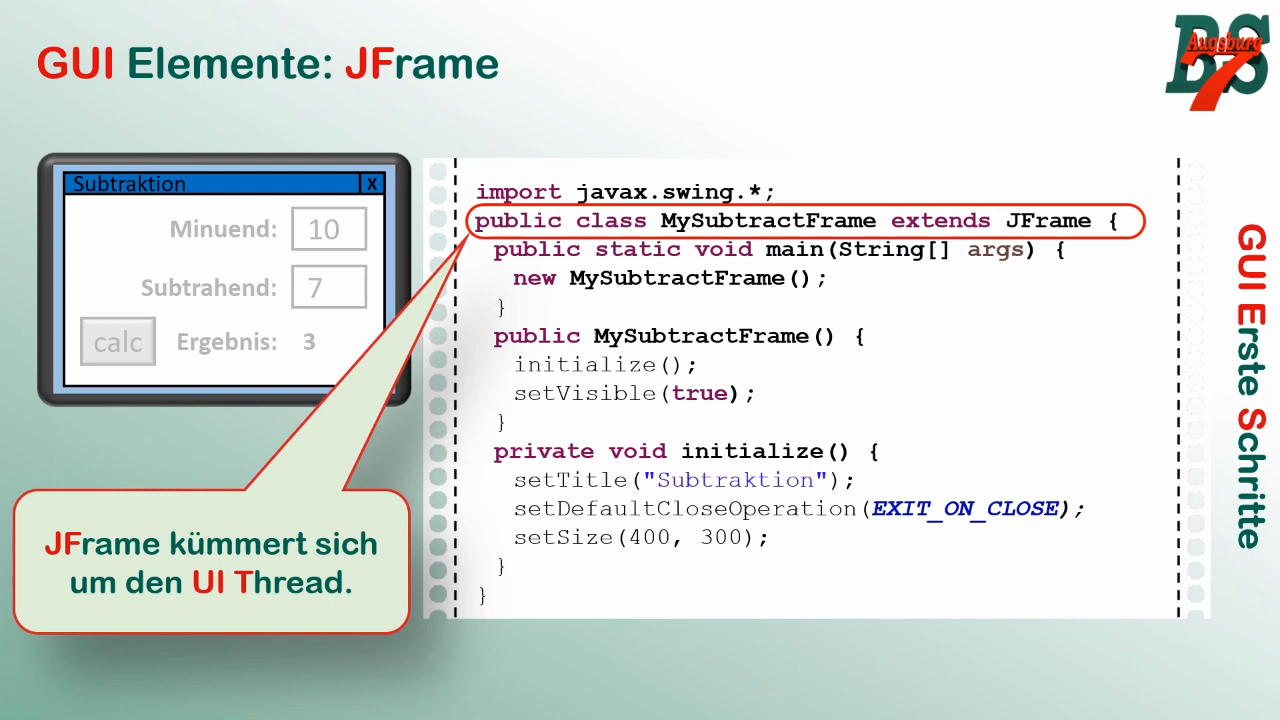 GUI Elemente: JFrame
BS
Augsburg
7
Subtraktion x
Minuend: 10
Subtrahend: 7
calc Ergebnis: 3
import javax.swing.*;
public class MySubtractFrame extends JFrame {
public static void main(String[] args) {
new MySubtractFrame();
}
public MySubtractFrame() {
initialize();
setVisible(true);
}
private void initialize() {
setTitle("Subtraktion");
setDefaultCloseOperation(EXIT_ON_CLOSE);
setSize(400, 300);
}
}
JFrame kümmert sich
um den UI Thread.
GUI Erste Schritte